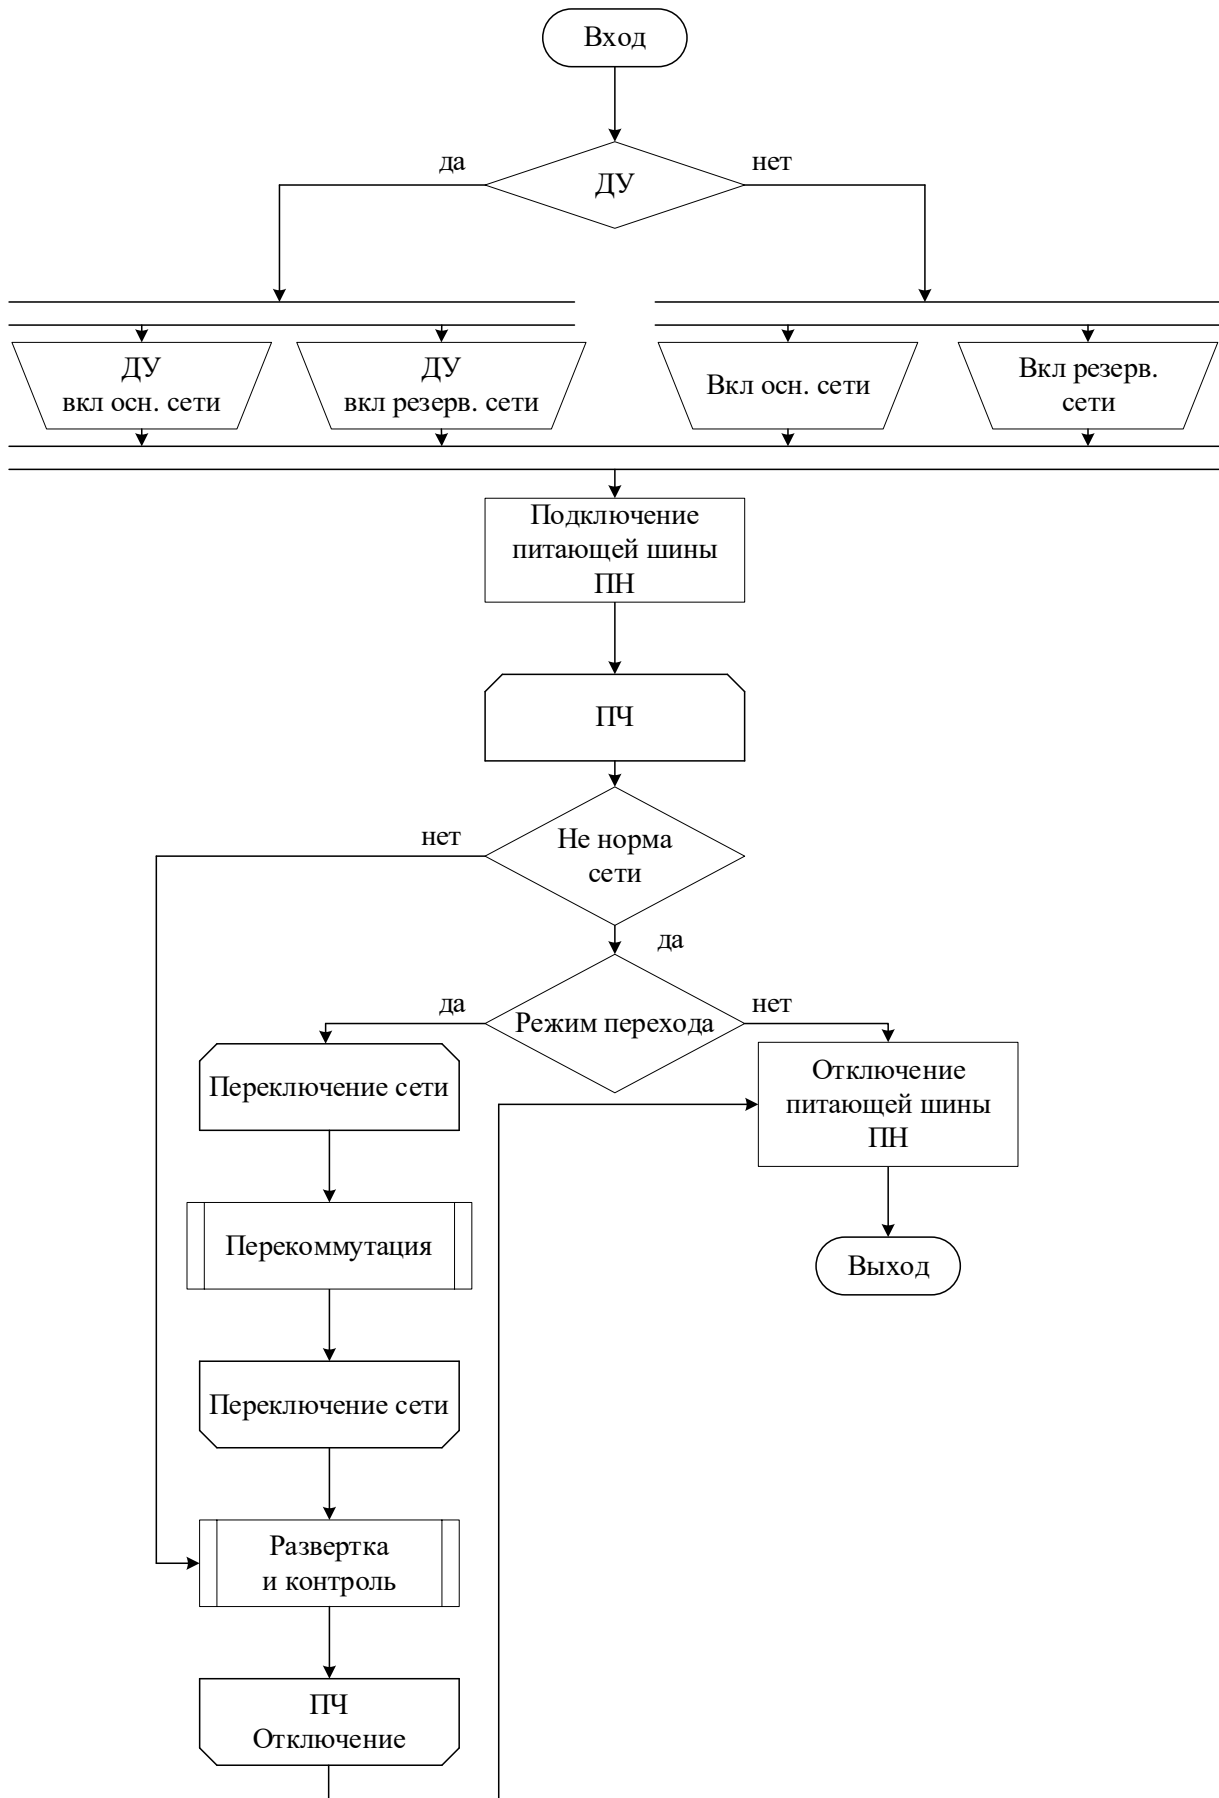 Вход
да
нет
ДУ
ДУ
вкл осн. сети
ДУ
вкл резерв. сети
Вкл осн. сети
Вкл резерв.
сети
Подключение
питающей шины
ПН
ПЧ
нет
Не норма
сети
да
да
нет
Режим перехода
Переключение сети
Отключение
питающей шины
ПН
Перекоммутация
Выход
Переключение сети
Развертка
и контроль
ПЧ
Отключение